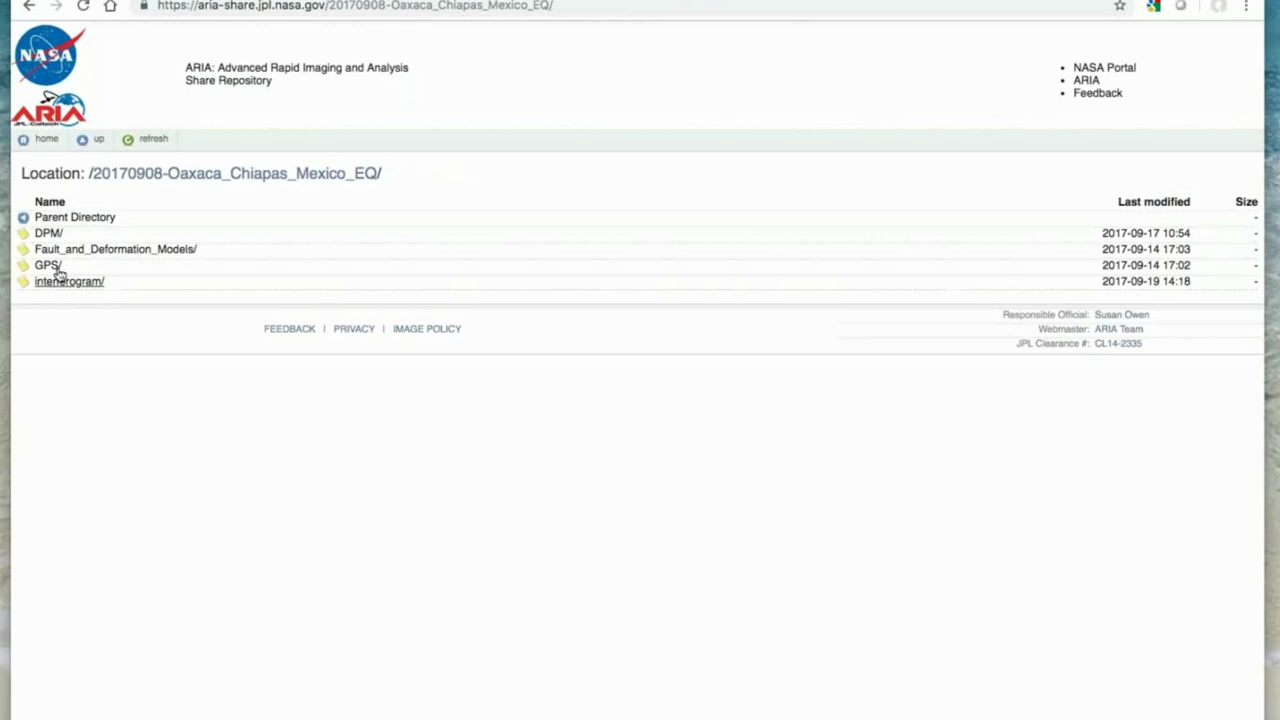 https://aria-share.jpl.nasa.gov/20170908-Oaxaca_Chiapas_Mexico_EQ/
NASA
ARIA: Advanced Rapid Imaging and Analysis
Share Repository
• NASA Portal
• ARIA
• Feedback
ARIA
JPL-Caltech
home up refresh
Location: /20170908-Oaxaca_Chiapas_Mexico_EQ/
Name Last modified Size
Parent Directory -
DPM/ 2017-09-17 10:54 -
Fault_and_Deformation_Models/ 2017-09-14 17:03 -
GPS/ 2017-09-14 17:02 -
interferogram/ 2017-09-19 14:18 -
FEEDBACK | PRIVACY | IMAGE POLICY
Responsible Official: Susan Owen
Webmaster: ARIA Team
JPL Clearance #: CL14-2335